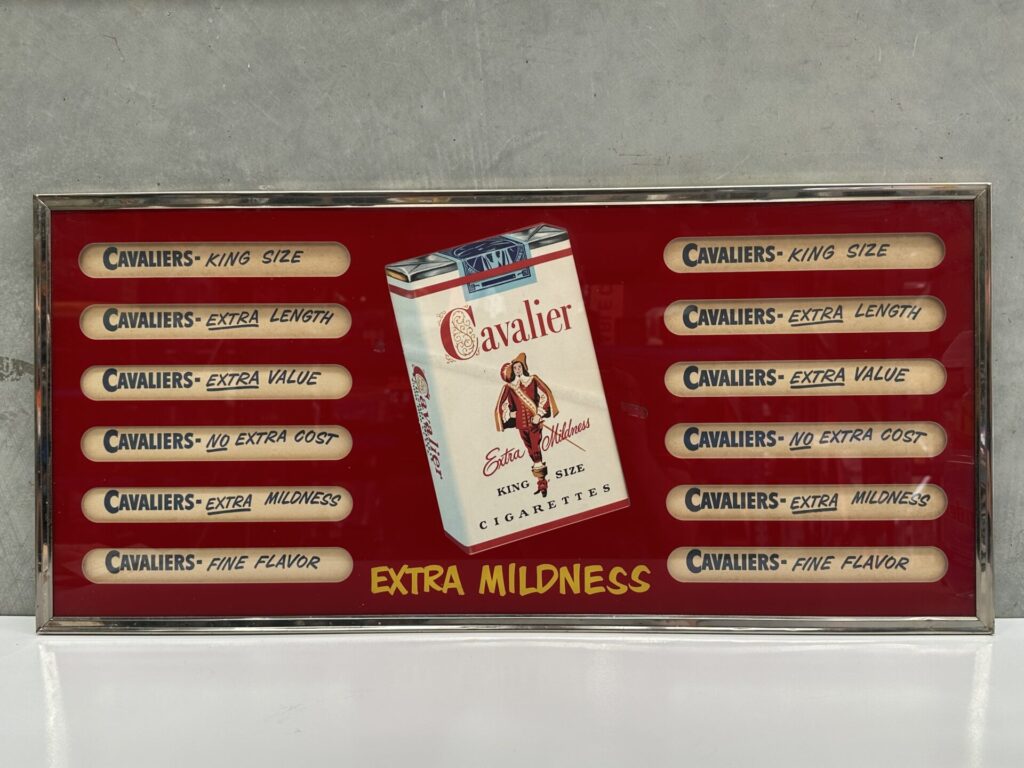 CAVALIERS- KING SIZE
CAVALIERS- EXTRA LENGTH
CAVALIERS- EXTRA VALUE
CAVALIERS- NO EXTRA COST
CAVALIERS- EXTRA MILDNESS
CAVALIERS- FINE FLAVOR
Cavalier
Extra Mildness
KING SIZE
CIGARETTES
Cavalier
EXTRA MILDNESS
CAVALIERS- KING SIZE
CAVALIERS- EXTRA LENGTH
CAVALIERS- EXTRA VALUE
CAVALIERS- NO EXTRA COST
CAVALIERS- EXTRA MILDNESS
CAVALIERS- FINE FLAVOR